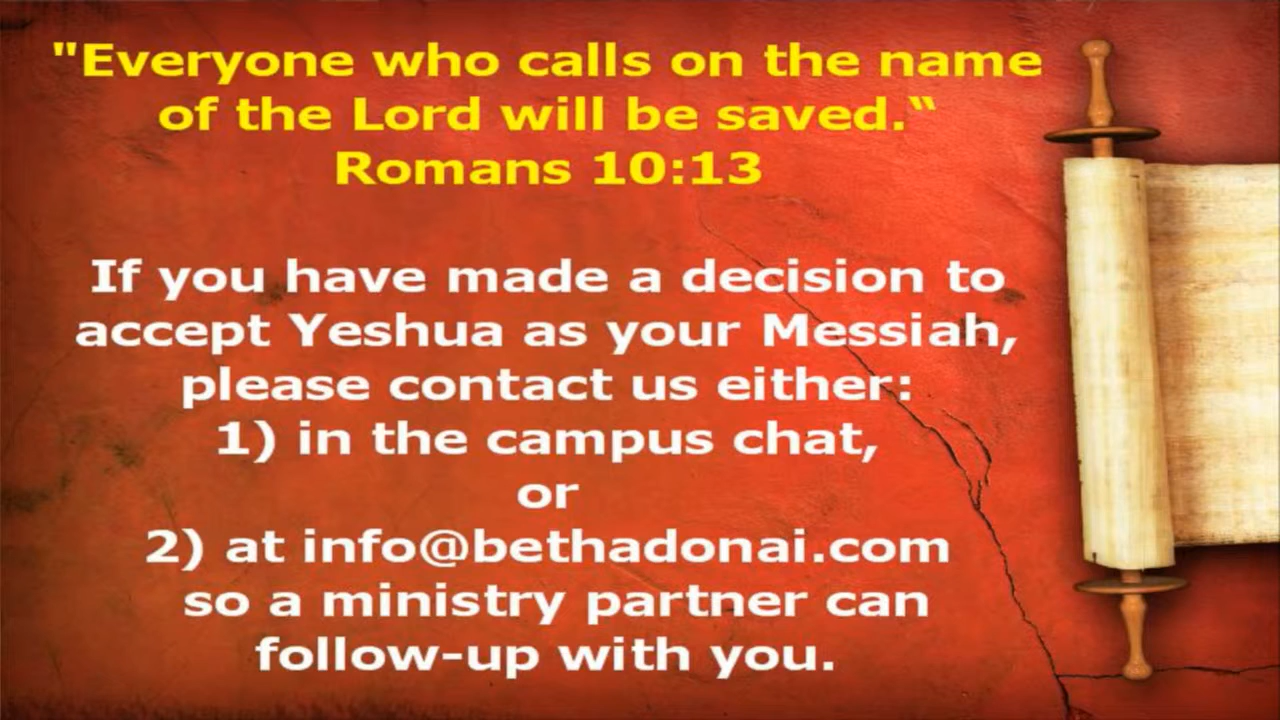 "Everyone who calls on the name
of the Lord will be saved.“
Romans 10:13
If you have made a decision to
accept Yeshua as your Messiah,
please contact us either:
1) in the campus chat,
or
2) at info@bethadonai.com
so a ministry partner can
follow-up with you.